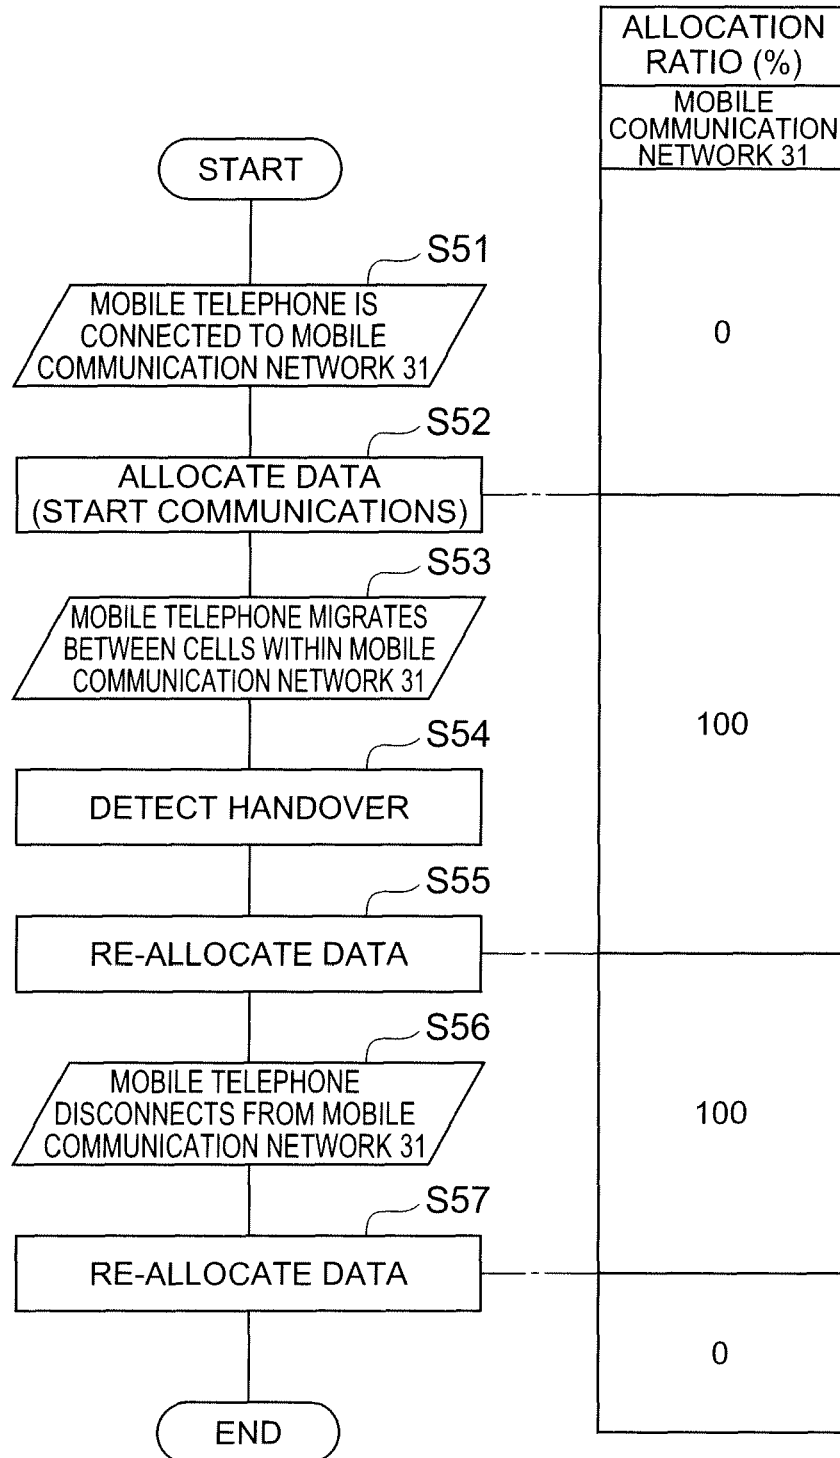 ALLOCATION
RATIO (%)
MOBILE
COMMUNICATION
NETWORK 31
START
S51
MOBILE TELEPHONE IS
CONNECTED TO MOBILE
COMMUNICATION NETWORK 31
0
S52
ALLOCATE DATA
(START COMMUNICATIONS)
S53
MOBILE TELEPHONE MIGRATES
BETWEEN CELLS WITHIN MOBILE
COMMUNICATION NETWORK 31
100
S54
DETECT HANDOVER
S55
RE-ALLOCATE DATA
S56
MOBILE TELEPHONE
DISCONNECTS FROM MOBILE
COMMUNICATION NETWORK 31
100
S57
RE-ALLOCATE DATA
0
END